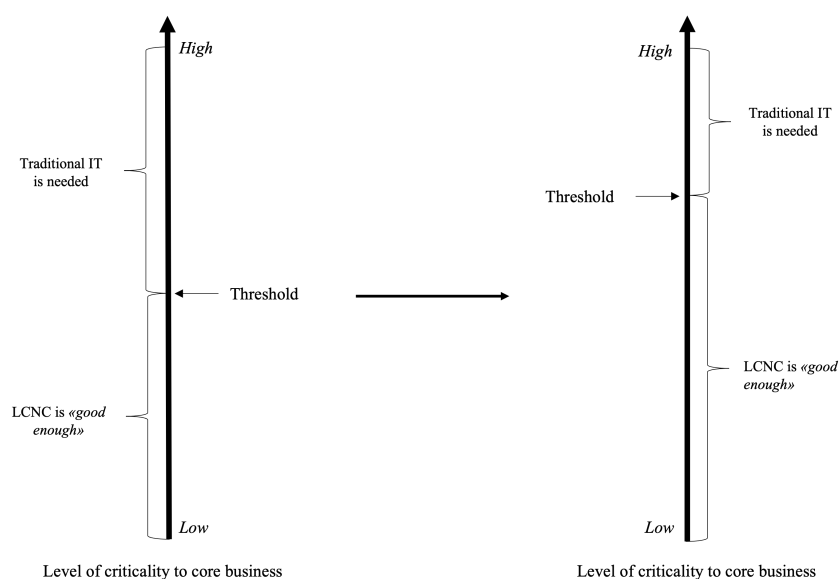 High
Traditional IT
is needed
Threshold
LCNC is «good
enough»
Low
Level of criticality to core business
High
Traditional IT
is needed
Threshold
LCNC is «good
enough»
Low
Level of criticality to core business